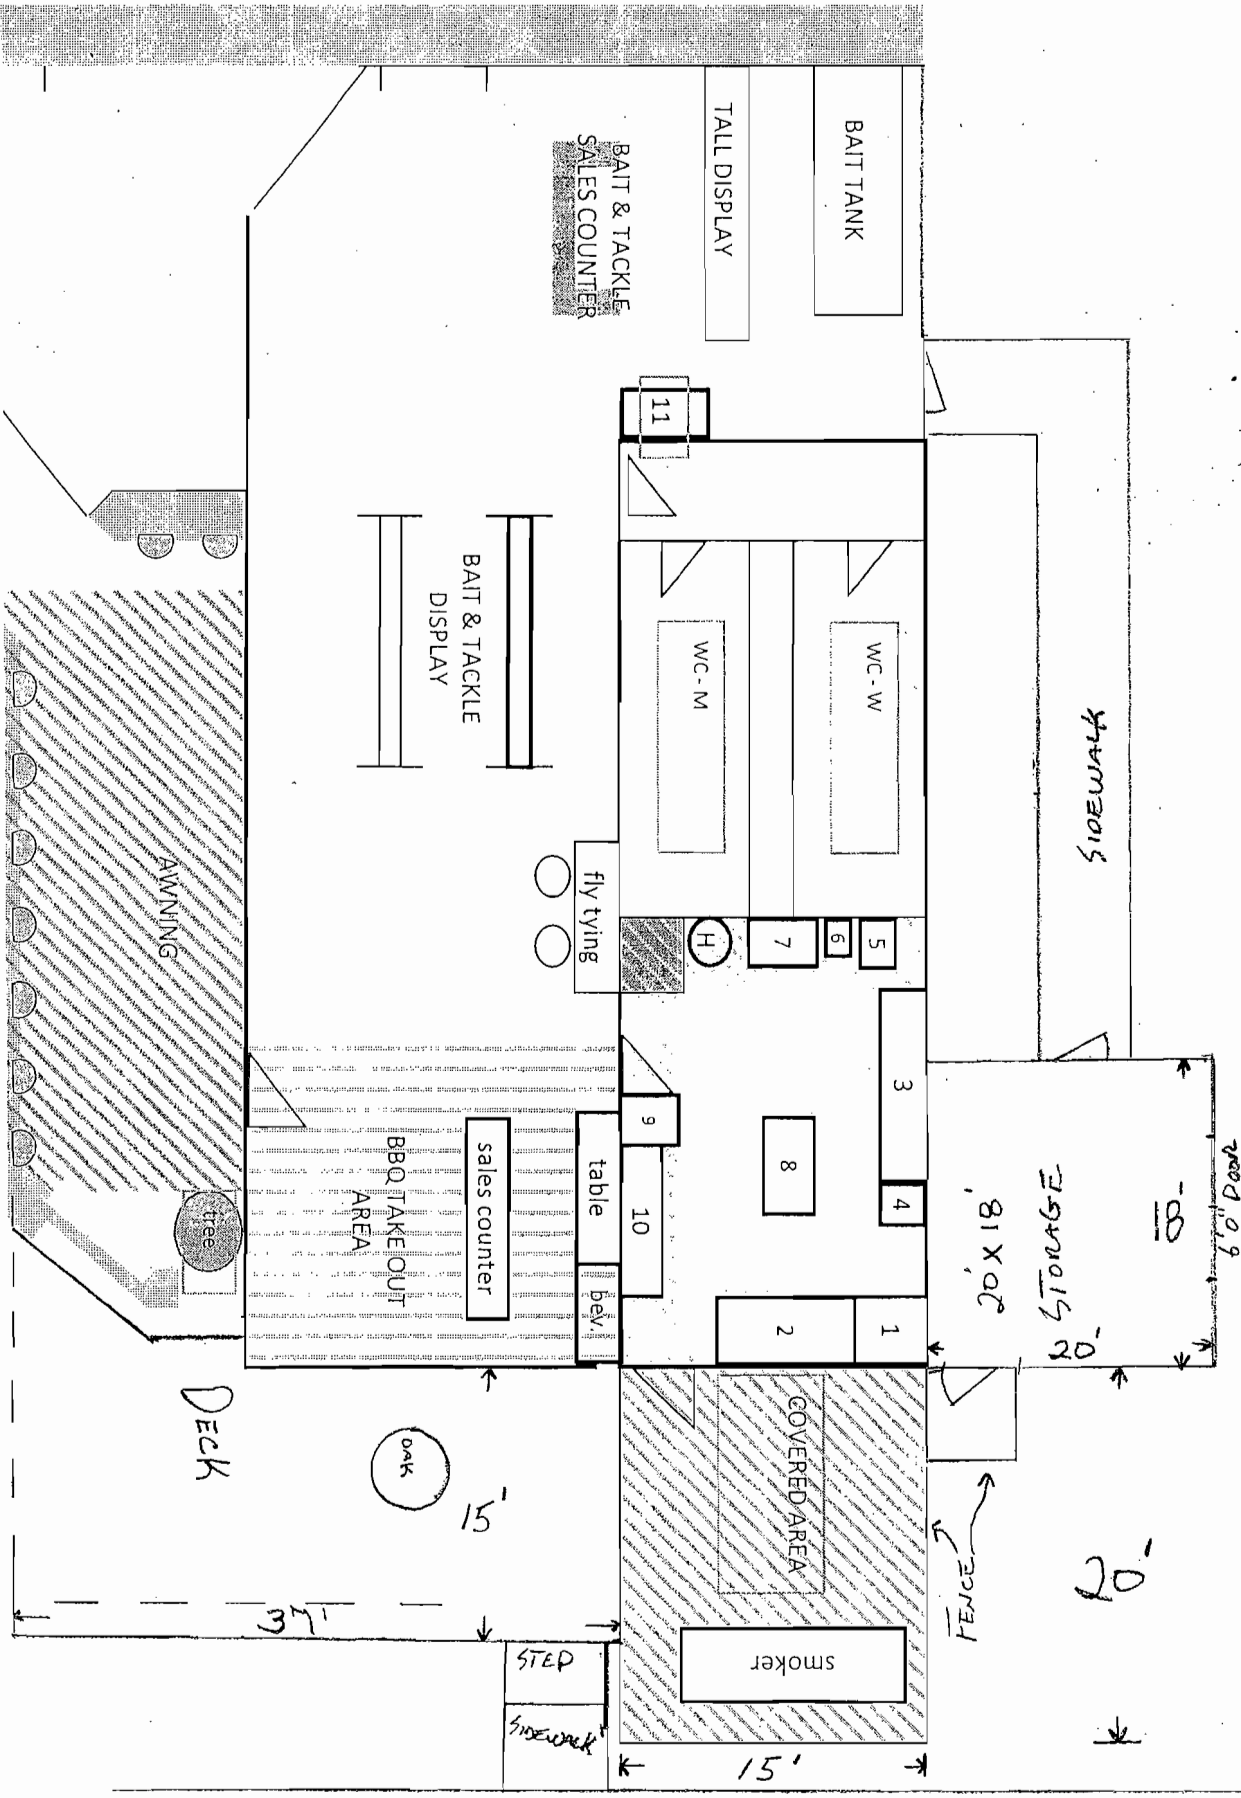 BAIT TANK
TALL DISPLAY
BAIT & TACKLE
SALES COUNTER
11
BAIT & TACKLE
DISPLAY
WC - M
WC - W
SIDEWALK
fly tying
H
7
6
5
AWNING
3
4
8
9
10
1
2
table
bev.
sales counter
BBQ TAKE OUT
AREA
tree
STORAGE
20' X 18'
18'
20'
6'0" DOOR
DECK
OAK
15'
37'
COVERED AREA
smoker
FENCE
20'
15'
STEP
SIDEWALK